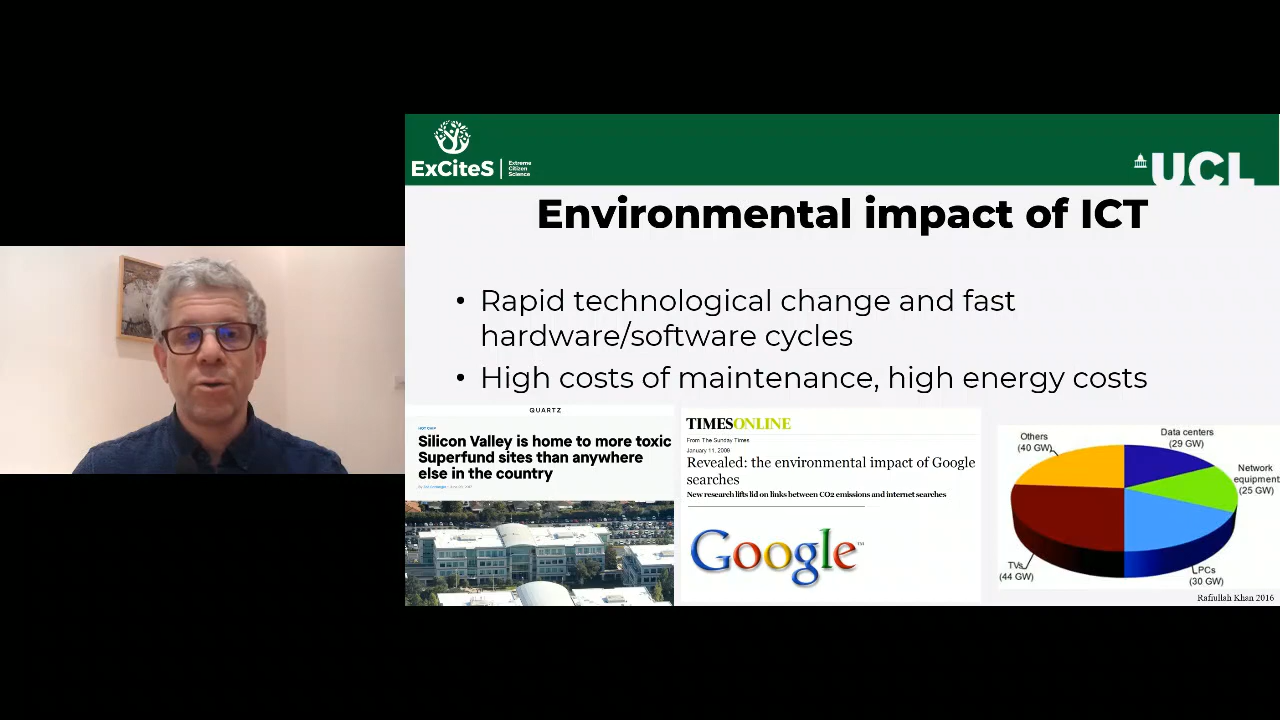 ExCiteS
Extreme
Citizen
Science
UCL
Environmental impact of ICT
• Rapid technological change and fast
hardware/software cycles
• High costs of maintenance, high energy costs
QUARTZ
Silicon Valley is home to more toxic
Superfund sites than anywhere
else in the country
TIMESONLINE
From The Sunday Times
January 11, 2009
Revealed: the environmental impact of Google
searches
New research lifts lid on links between CO2 emissions and internet searches
Google™
Others
(40 GW)
Data centers
(29 GW)
Network
equipment
(25 GW)
TVs
(44 GW)
PCs
(30 GW)
Rafiullah Khan 2016